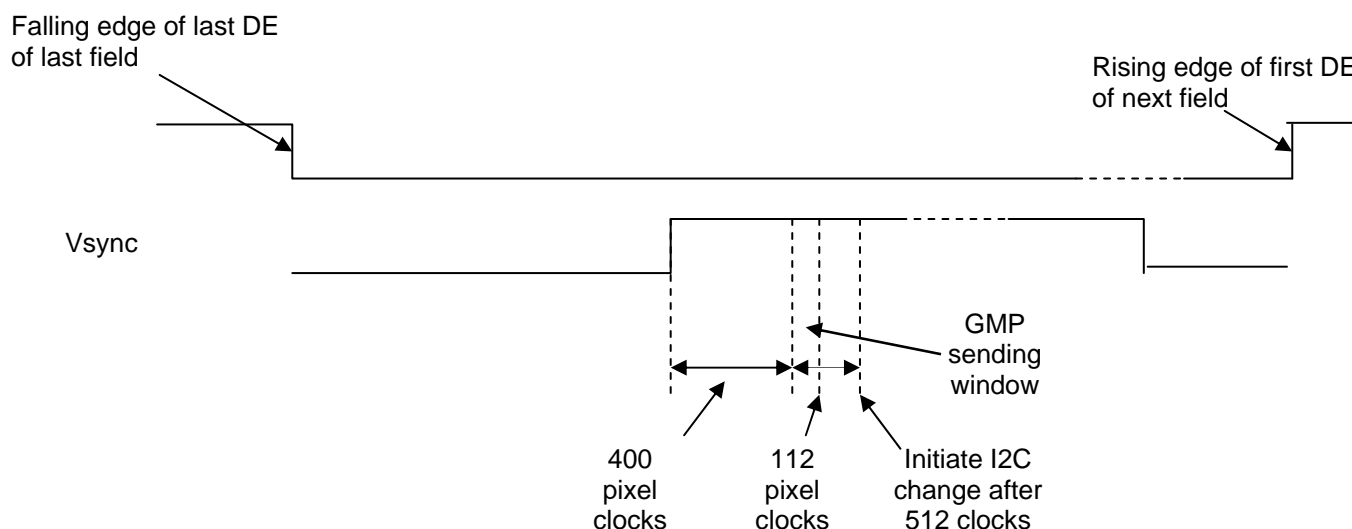 Falling edge of last DE
of last field
Rising edge of first DE
of next field
Vsync
GMP
sending
window
400
pixel
clocks
112
pixel
clocks
Initiate I2C
change after
512 clocks